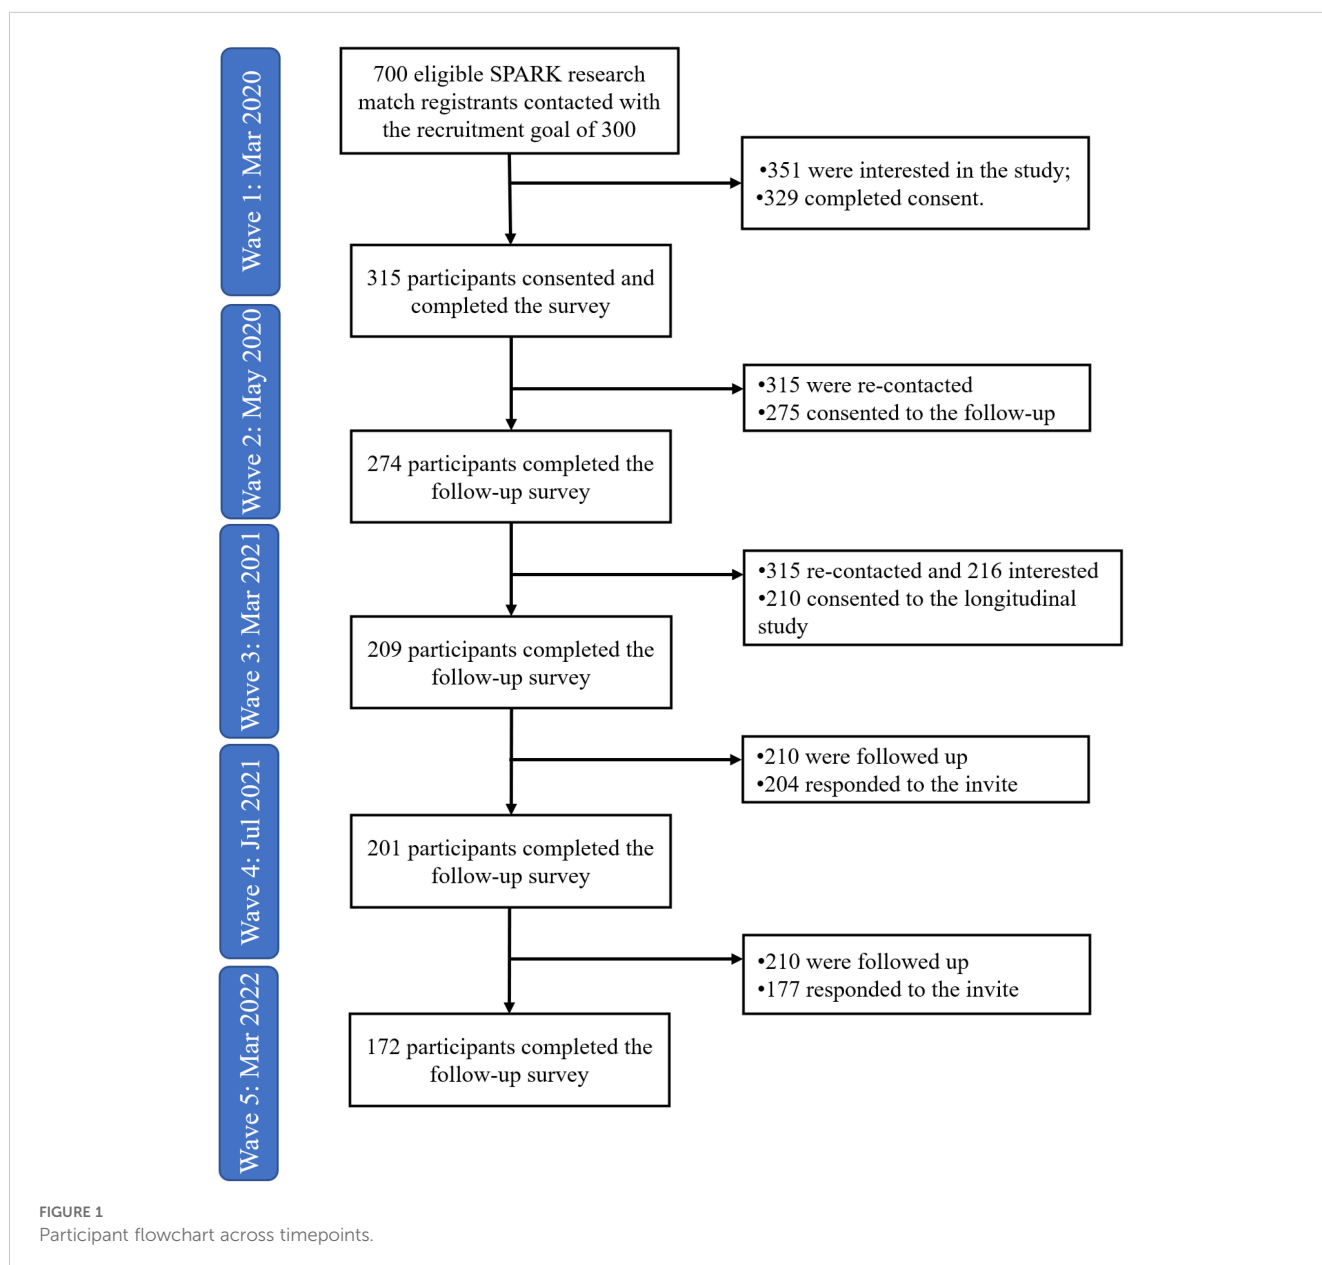 Wave 1: Mar 2020
700 eligible SPARK research
match registrants contacted with
the recruitment goal of 300
•351 were interested in the study;
•329 completed consent.
315 participants consented and
completed the survey
Wave 2: May 2020
•315 were re-contacted
•275 consented to the follow-up
274 participants completed the
follow-up survey
Wave 3: Mar 2021
•315 re-contacted and 216 interested
•210 consented to the longitudinal
study
209 participants completed the
follow-up survey
Wave 4: Jul 2021
•210 were followed up
•204 responded to the invite
201 participants completed the
follow-up survey
Wave 5: Mar 2022
•210 were followed up
•177 responded to the invite
172 participants completed the
follow-up survey
FIGURE 1
Participant flowchart across timepoints.